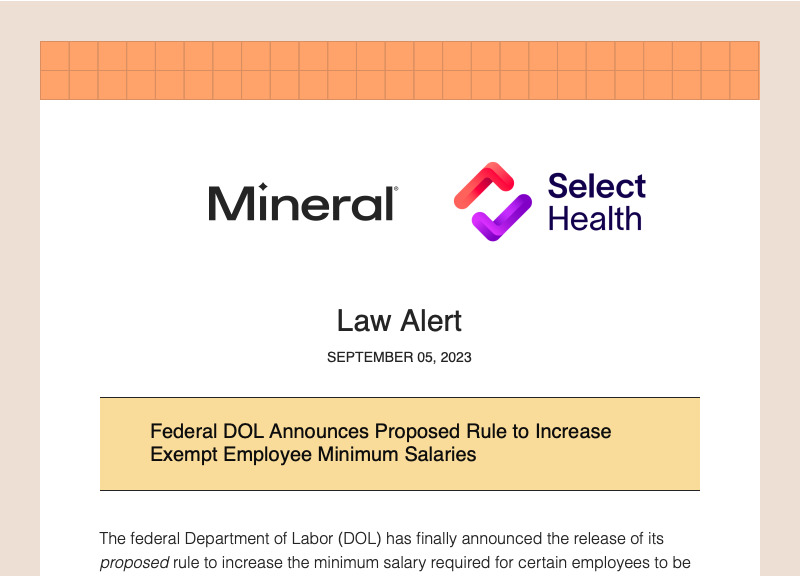 Mineral®
Select
Health
Law Alert
SEPTEMBER 05, 2023
Federal DOL Announces Proposed Rule to Increase
Exempt Employee Minimum Salaries
The federal Department of Labor (DOL) has finally announced the release of its
proposed rule to increase the minimum salary required for certain employees to be